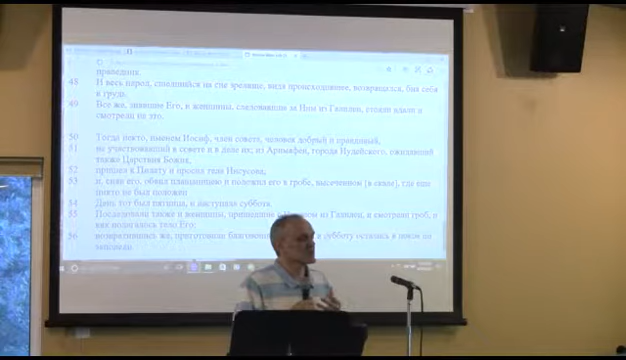 праведник.
48 И весь народ, сшедшийся на сие зрелище, видя происходившее, возвращался, бия себя
в грудь.
49 Все же, знавшие Его, и женщины, следовавшие за Ним из Галилеи, стояли вдали и
смотрели на это.
50 Тогда некто, именем Иосиф, член совета, человек добрый и правдивый,
51 не участвовавший в совете и в деле их; из Аримафеи, города Иудейского, ожидавший
также Царствия Божия,
52 пришел к Пилату и просил тела Иисусова;
53 и, сняв его, обвил плащаницею и положил его в гробе, высеченном [в скале], где еще
никто не был положен
54 День тот был пятница, и наступала суббота.
55 Последовали также и женщины, пришедшие с из Галилеи, и смотрели гроб, и
как полагалось тело Его;
56 возвратившись же, приготовили субботу остались в покое по
заповеди.